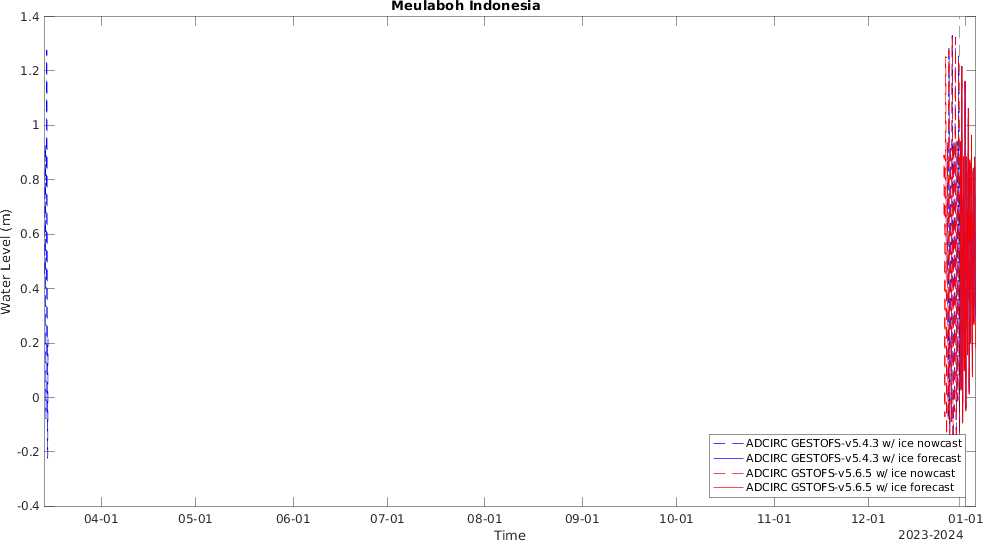 Meulaboh Indonesia
1.4
1.2
1
0.8
0.6
0.4
0.2
0
-0.2
-0.4
Water Level (m)
ADCIRC GESTOFS-v5.4.3 w/ ice nowcast
ADCIRC GESTOFS-v5.4.3 w/ ice forecast
ADCIRC GSTOFS-v5.6.5 w/ ice nowcast
ADCIRC GSTOFS-v5.6.5 w/ ice forecast
04-01 05-01 06-01 07-01 08-01 09-01 10-01 11-01 12-01 01-01
Time
2023-2024